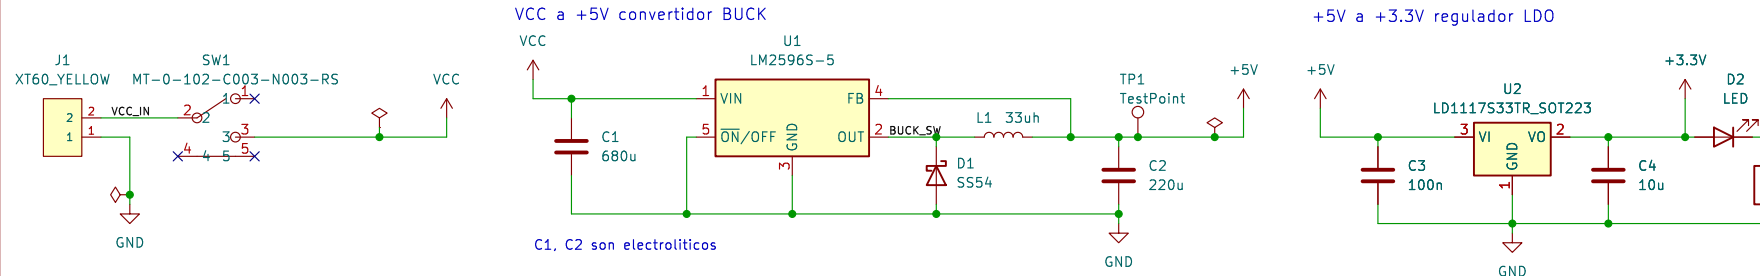 VCC a +5V convertidor BUCK
+5V a +3.3V regulador LDO
J1
XT60_YELLOW
2
1
2
1
VCC_IN
SW1
MT-0-102-C003-N003-RS
2
2
1
1
3
3
4
4
5
5
VCC
GND
VCC
C1
680u
U1
LM2596S-5
1
VIN
5
ON/OFF
GND
3
FB
4
OUT
2
BUCK_SW
L1 33uh
D1
SS54
TP1
TestPoint
C2
220u
+5V
GND
C1, C2 son electroliticos
+5V
C3
100n
U2
LD1117S33TR_SOT223
3
VI
VO
2
GND
1
C4
10u
+3.3V
D2
LED
GND